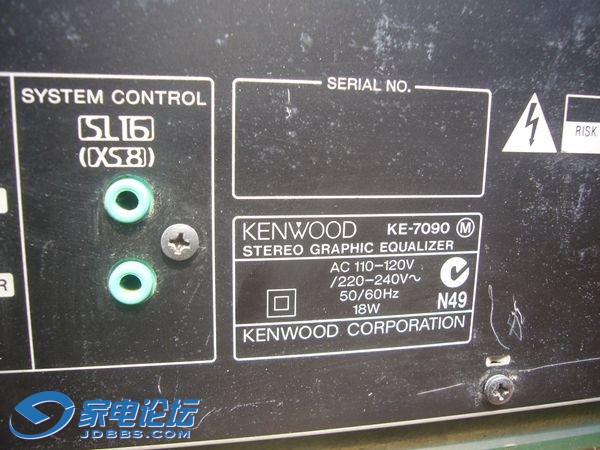 SYSTEM CONTROL
SL16
((XS8))
SERIAL NO.
RISK
R
KENWOOD KE-7090 M
STEREO GRAPHIC EQUALIZER
AC 110-120V
/220-240V~
50/60Hz
18W
N49
KENWOOD CORPORATION
家电论坛
JDBBS.COM